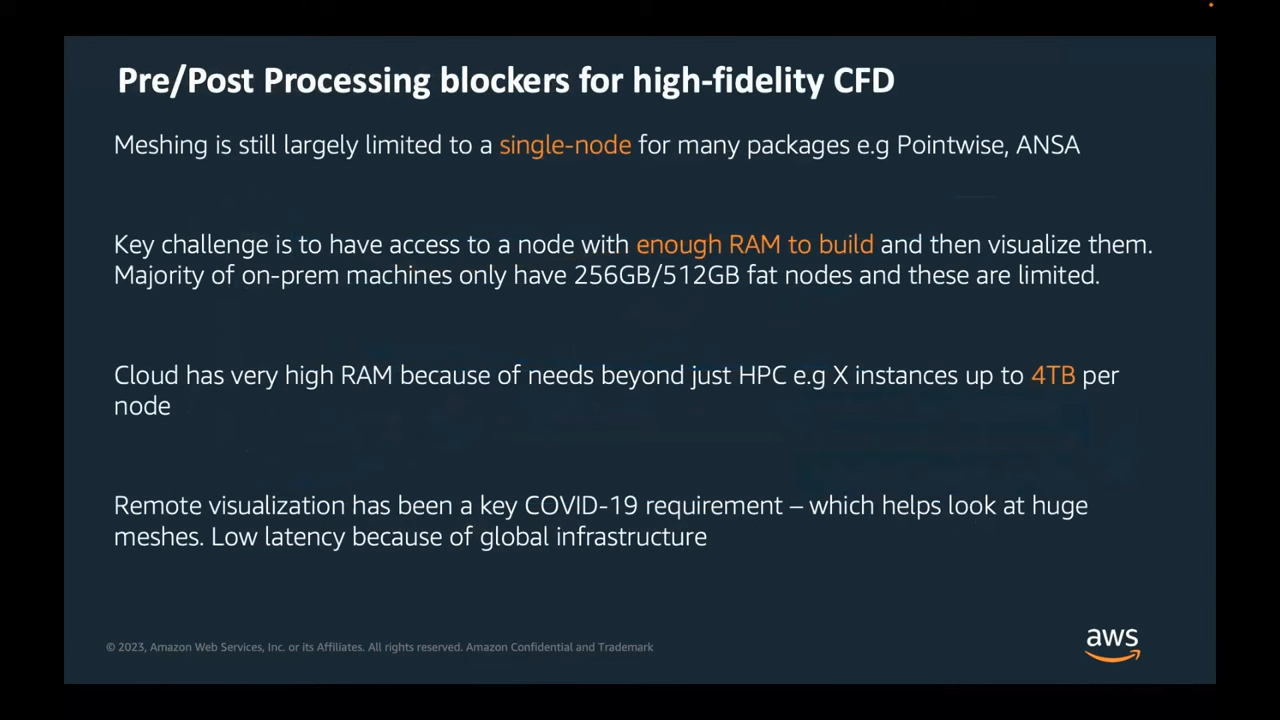 Pre/Post Processing blockers for high-fidelity CFD
Meshing is still largely limited to a single-node for many packages e.g Pointwise, ANSA
Key challenge is to have access to a node with enough RAM to build and then visualize them.
Majority of on-prem machines only have 256GB/512GB fat nodes and these are limited.
Cloud has very high RAM because of needs beyond just HPC e.g X instances up to 4TB per
node
Remote visualization has been a key COVID-19 requirement – which helps look at huge
meshes. Low latency because of global infrastructure
© 2023, Amazon Web Services, Inc. or its Affiliates. All rights reserved. Amazon Confidential and Trademark
aws